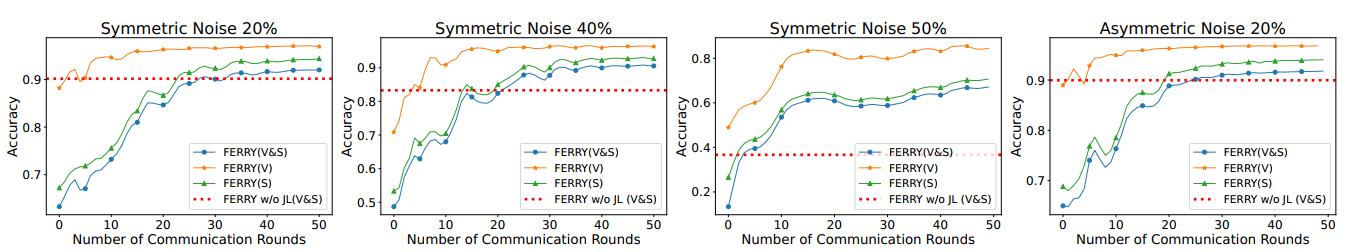 Symmetric Noise 20%
Accuracy
0.9
0.8
0.7
FERRY(V&S)
FERRY(V)
FERRY(S)
FERRY w/o JL(V&S)
0 10 20 30 40 50
Number of Communication Rounds
Symmetric Noise 40%
Accuracy
0.9
0.8
0.7
0.6
0.5
FERRY(V&S)
FERRY(V)
FERRY(S)
FERRY w/o JL (V&S)
0 10 20 30 40 50
Number of Communication Rounds
Symmetric Noise 50%
Accuracy
0.8
0.6
0.4
0.2
FERRY(V&S)
FERRY(V)
FERRY(S)
FERRY w/o JL (V&S)
0 10 20 30 40 50
Number of Communication Rounds
Asymmetric Noise 20%
Accuracy
0.9
0.8
0.7
FERRY(V&S)
FERRY(V)
FERRY(S)
FERRY w/o JL (V&S)
0 10 20 30 40 50
Number of Communication Rounds